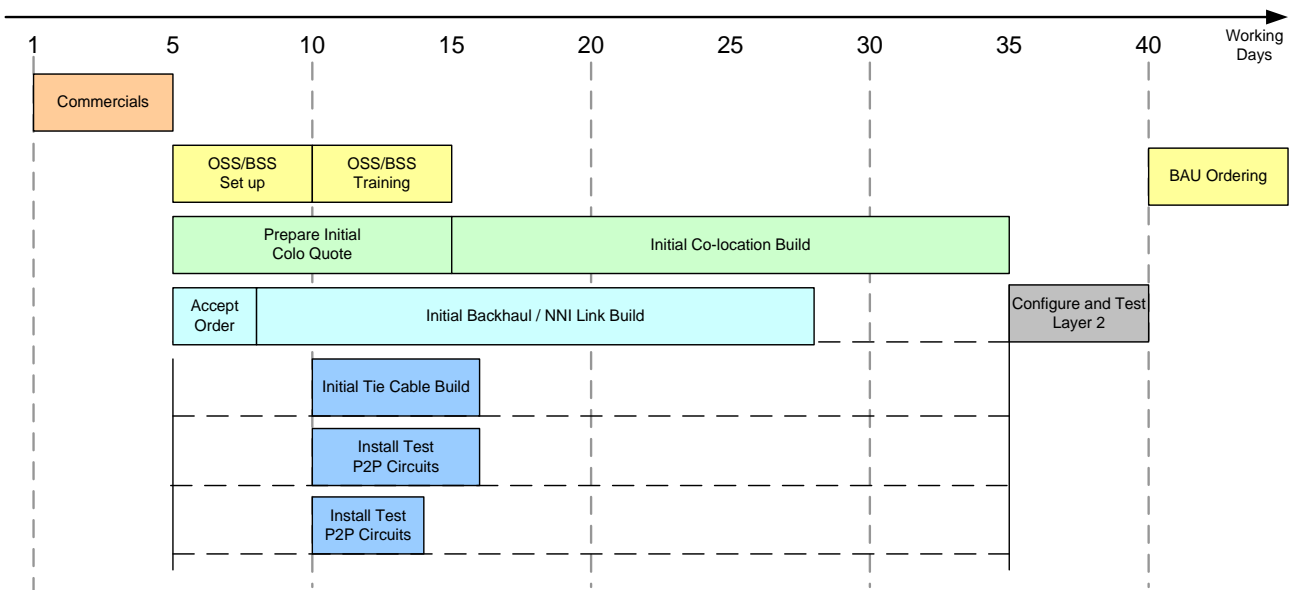 1
5
10
15
20
25
30
35
40
Working
Days
Commercials
OSS/BSS
Set up
OSS/BSS
Training
BAU Ordering
Prepare Initial
Colo Quote
Initial Co-location Build
Accept
Order
Initial Backhaul / NNI Link Build
Configure and Test
Layer 2
Initial Tie Cable Build
Install Test
P2P Circuits
Install Test
P2P Circuits